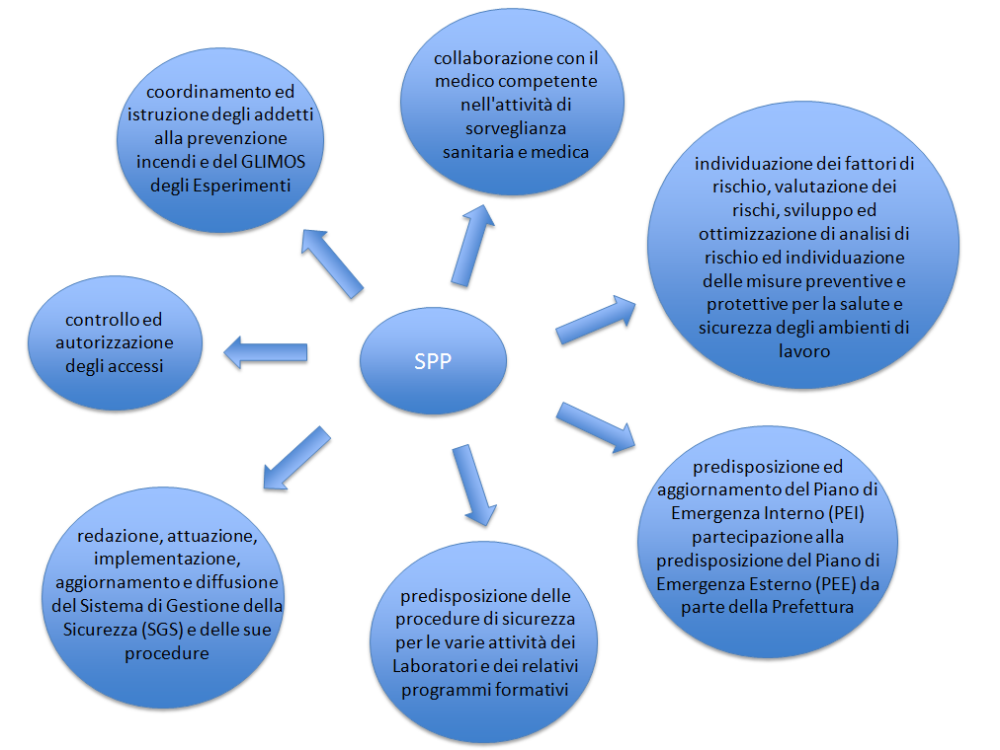 collaborazione con il
medico competente
nell'attività di
sorveglianza
sanitaria e medica
coordinamento ed
istruzione degli addetti
alla prevenzione
incendi e del GLIMOS
degli Esperimenti
individuazione dei fattori di
rischio, valutazione dei
rischi, sviluppo ed
ottimizzazione di analisi di
rischio ed individuazione
delle misure preventive e
protettive per la salute e
sicurezza degli ambienti di
lavoro
controllo ed
autorizzazione
degli accessi
SPP
predisposizione ed
aggiornamento del Piano di
Emergenza Interno (PEI)
partecipazione alla
predisposizione del Piano di
Emergenza Esterno (PEE) da
parte della Prefettura
redazione, attuazione,
implementazione,
aggiornamento e diffusione
del Sistema di Gestione della
Sicurezza (SGS) e delle sue
procedure
predisposizione delle
procedure di sicurezza
per le varie attività dei
Laboratori e dei relativi
programmi formativi